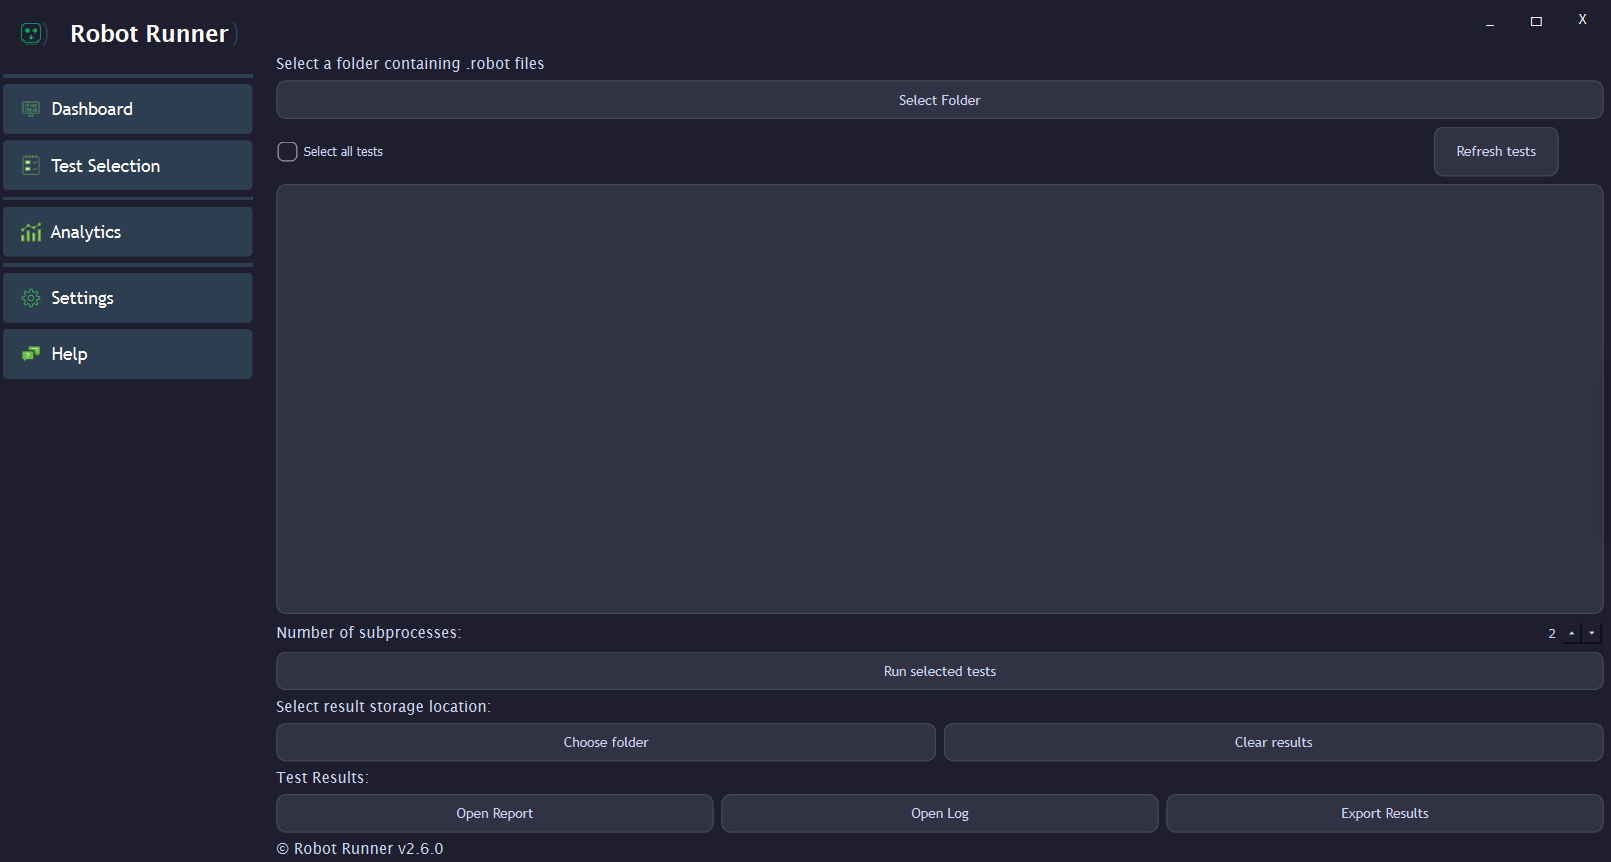 Robot Runner
_
X
Dashboard
Test Selection
Analytics
Settings
Help
Select a folder containing .robot files
Select Folder
Select all tests
Refresh tests
Number of subprocesses:
2
Run selected tests
Select result storage location:
Choose folder
Clear results
Test Results:
Open Report
Open Log
Export Results
© Robot Runner v2.6.0